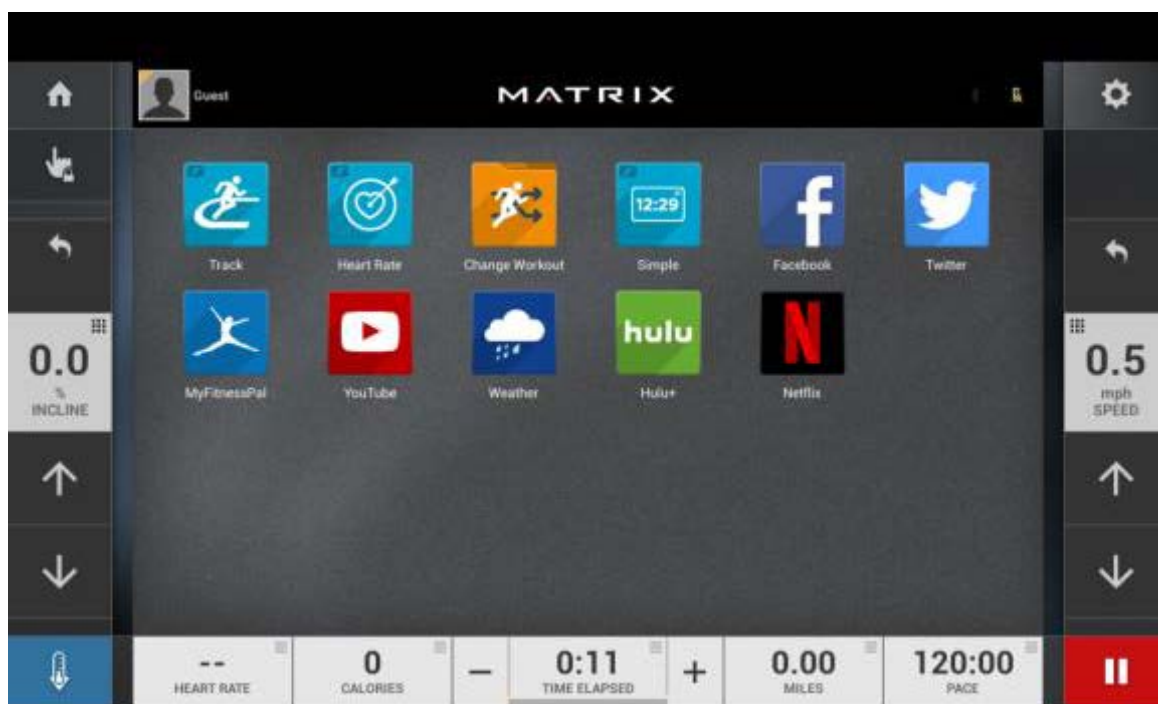 Guest
MATRIX
12:29
Track
Heart Rate
Change Workout
Simple
Facebook
Twitter
hulu
MyFitnessPal
YouTube
Weather
Hulu+
Netflix
0.0
%
INCLINE
0.5
mph
SPEED
--
HEART RATE
0
CALORIES
−
0:11
TIME ELAPSED
+
0.00
MILES
120:00
PACE